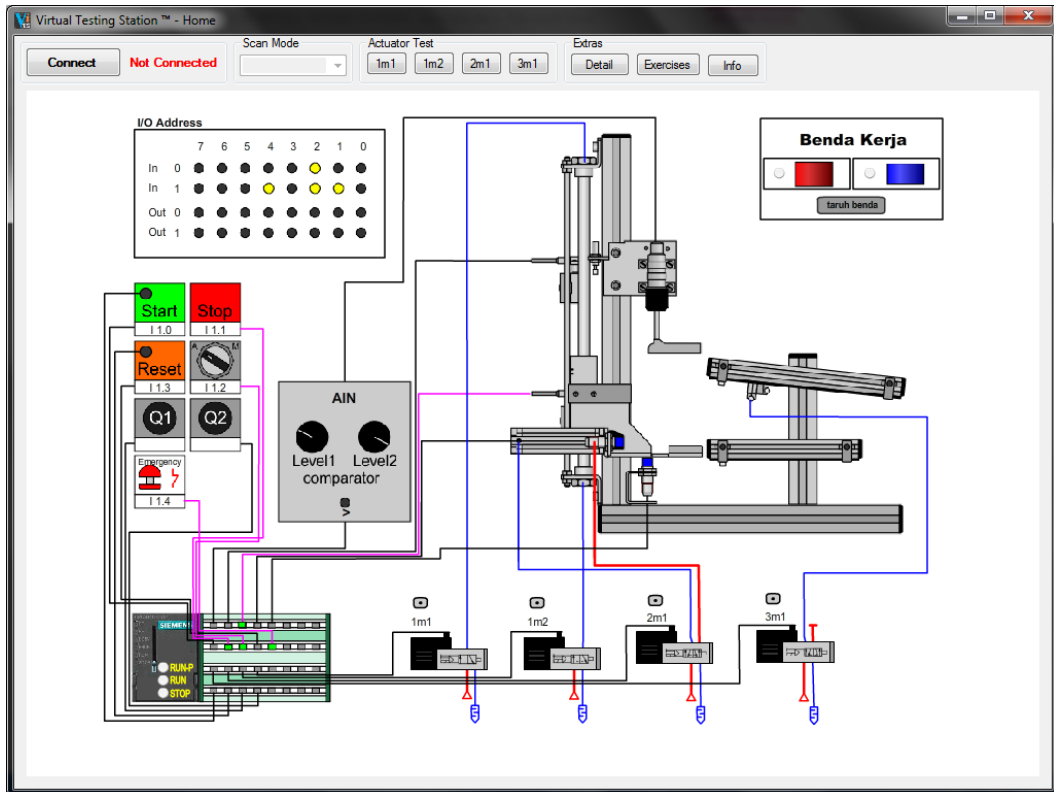 Virtual Testing Station ™ - Home
Connect
Not Connected
Scan Mode
Actuator Test
1m1
1m2
2m1
3m1
Extras
Detail
Exercises
Info
I/O Address
7 6 5 4 3 2 1 0
In 0
In 1
Out 0
Out 1
Benda Kerja
taruh benda
Start
I 1.0
Stop
I 1.1
Reset
I 1.3
A
M
I 1.2
Q1
Q2
Emergency
I 1.4
AIN
Level1 Level2
comparator
>
S S
S S
SIEMENS
RUN-P
RUN
STOP
1m1
1m2
2m1
3m1